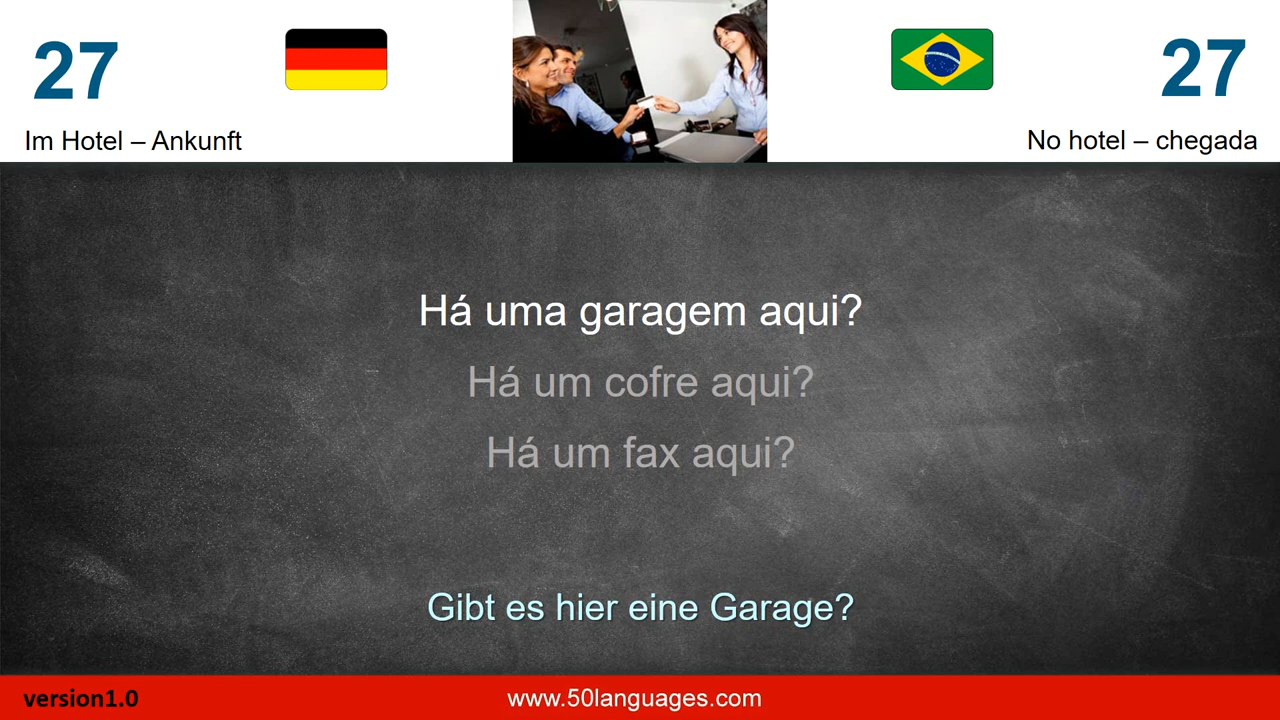 27
27
Im Hotel – Ankunft
No hotel – chegada
Há uma garagem aqui?
Há um cofre aqui?
Há um fax aqui?
Gibt es hier eine Garage?
version1.0
www.50languages.com